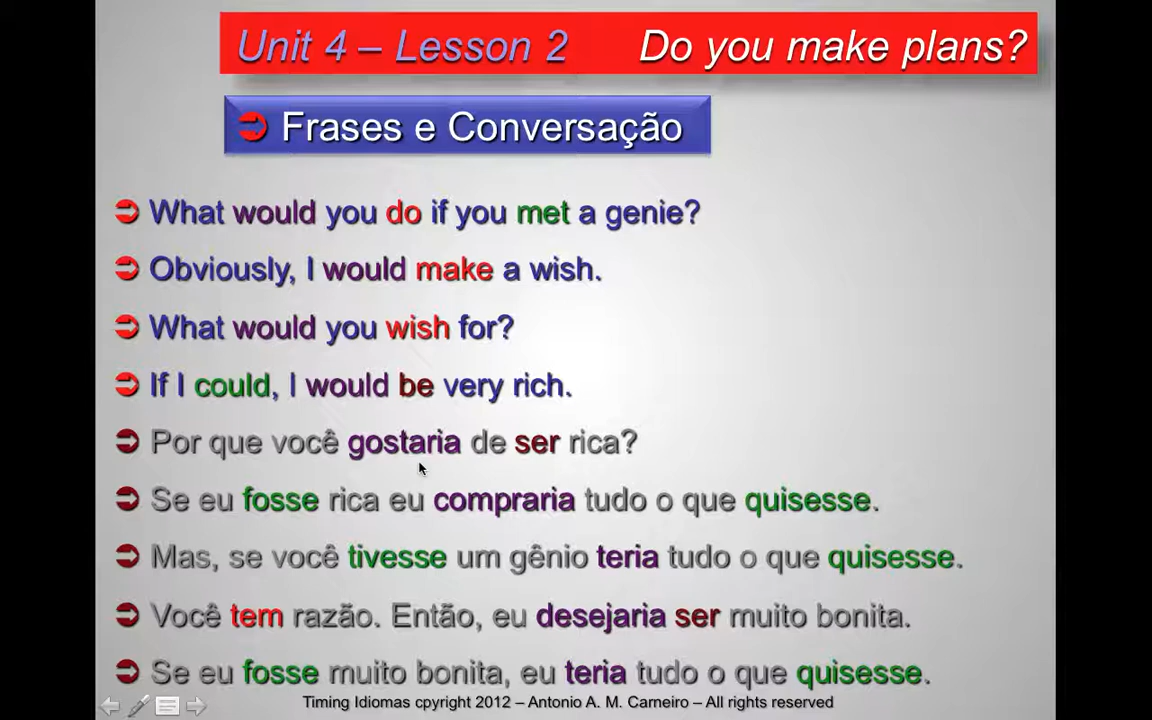 Unit 4 – Lesson 2 Do you make plans?
Frases e Conversação
What would you do if you met a genie?
Obviously, I would make a wish.
What would you wish for?
If I could, I would be very rich.
Por que você gostaria de ser rica?
Se eu fosse rica eu compraria tudo o que quisesse.
Mas, se você tivesse um gênio teria tudo o que quisesse.
Você tem razão. Então, eu desejaria ser muito bonita.
Se eu fosse muito bonita, eu teria tudo o que quisesse.
Timing Idiomas cpyright 2012 – Antonio A. M. Carneiro – All rights reserved